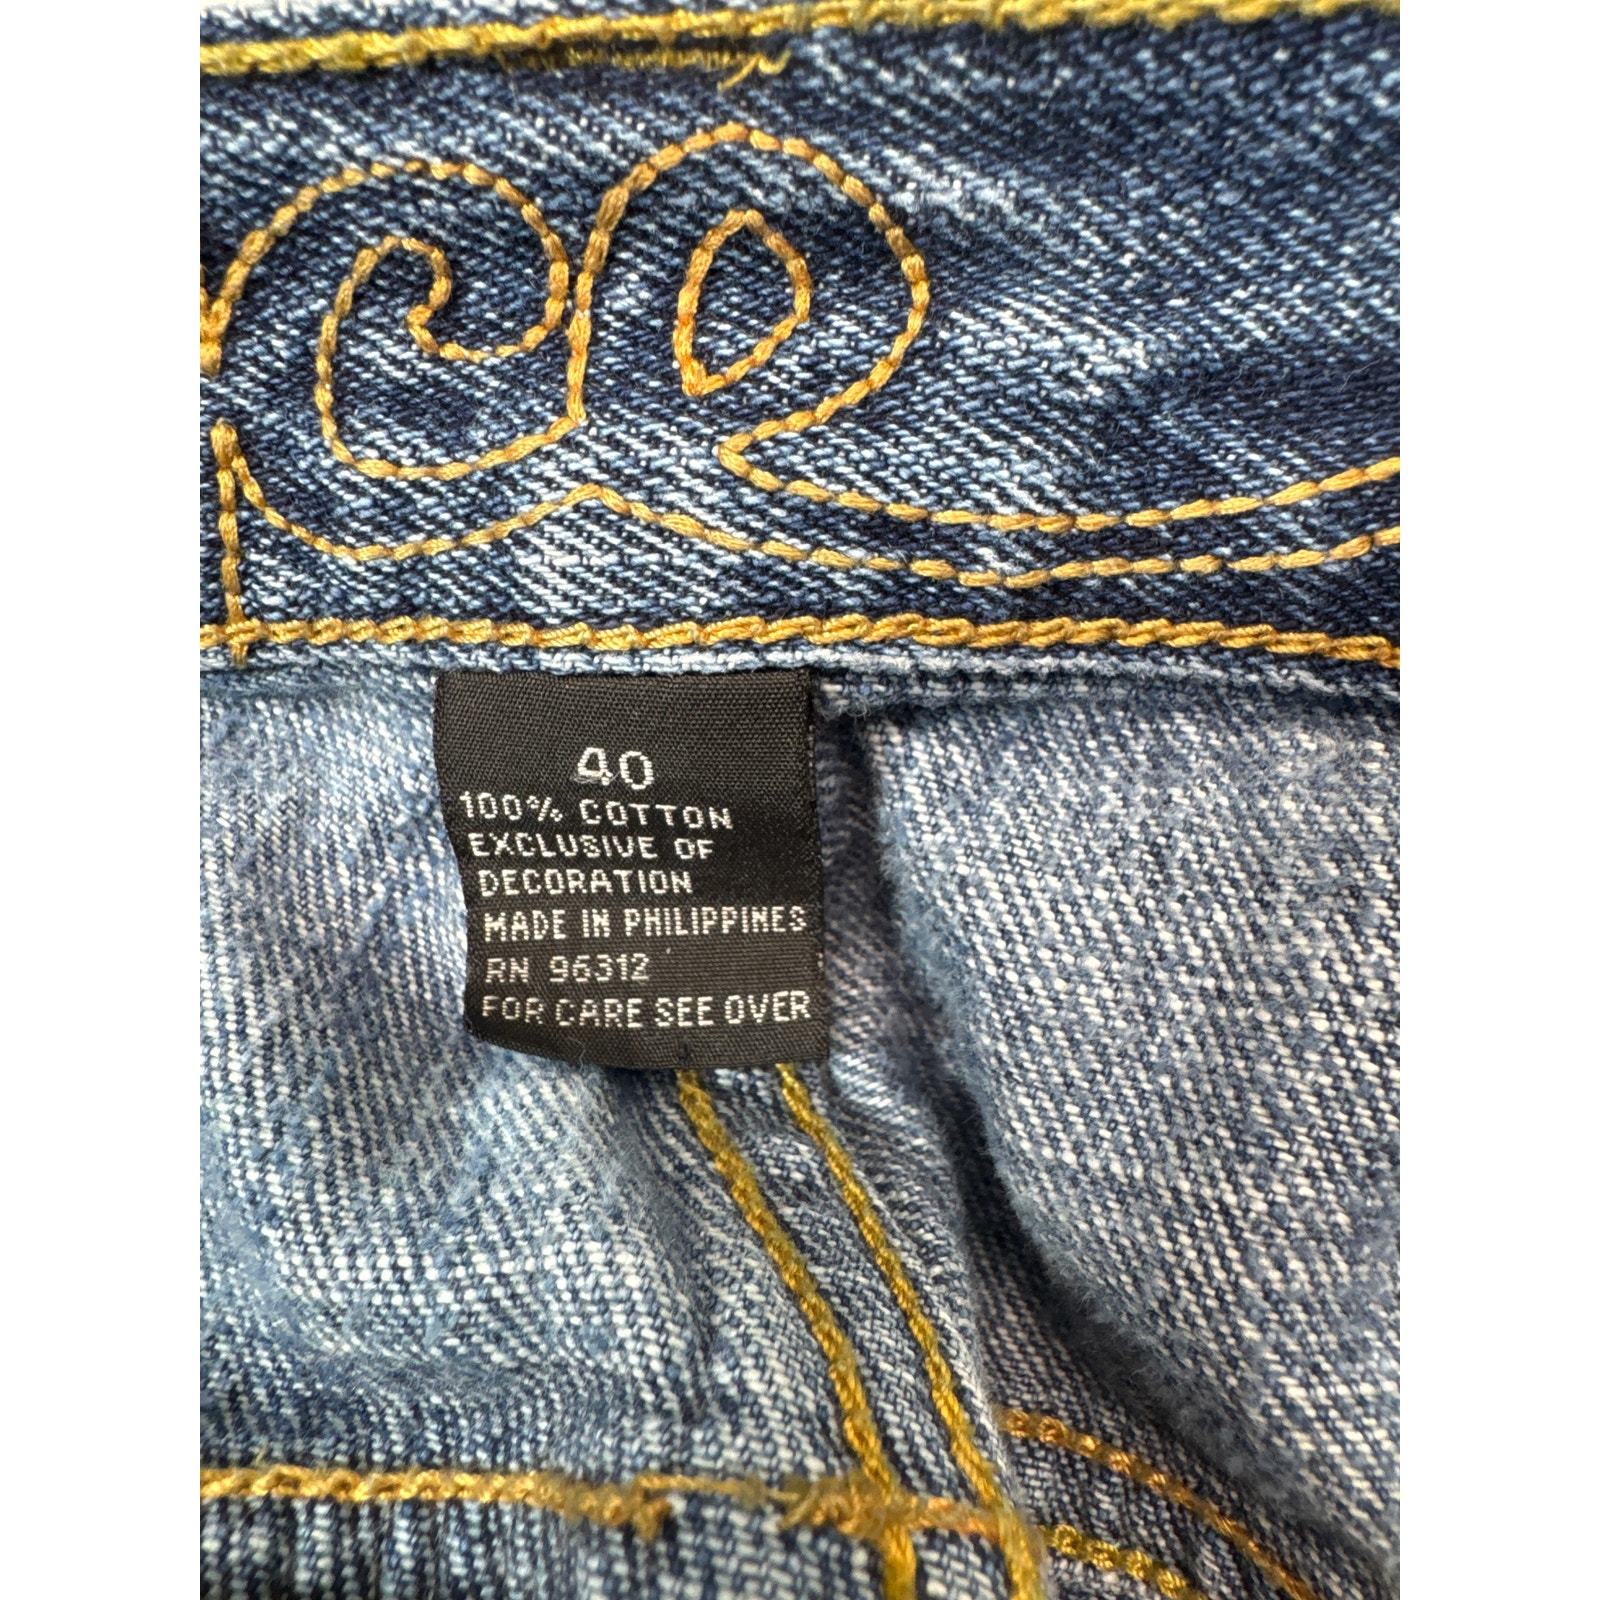 40
100% COTTON
EXCLUSIVE OF
DECORATION
MADE IN PHILIPPINES
RN 96312
FOR CARE SEE OVER